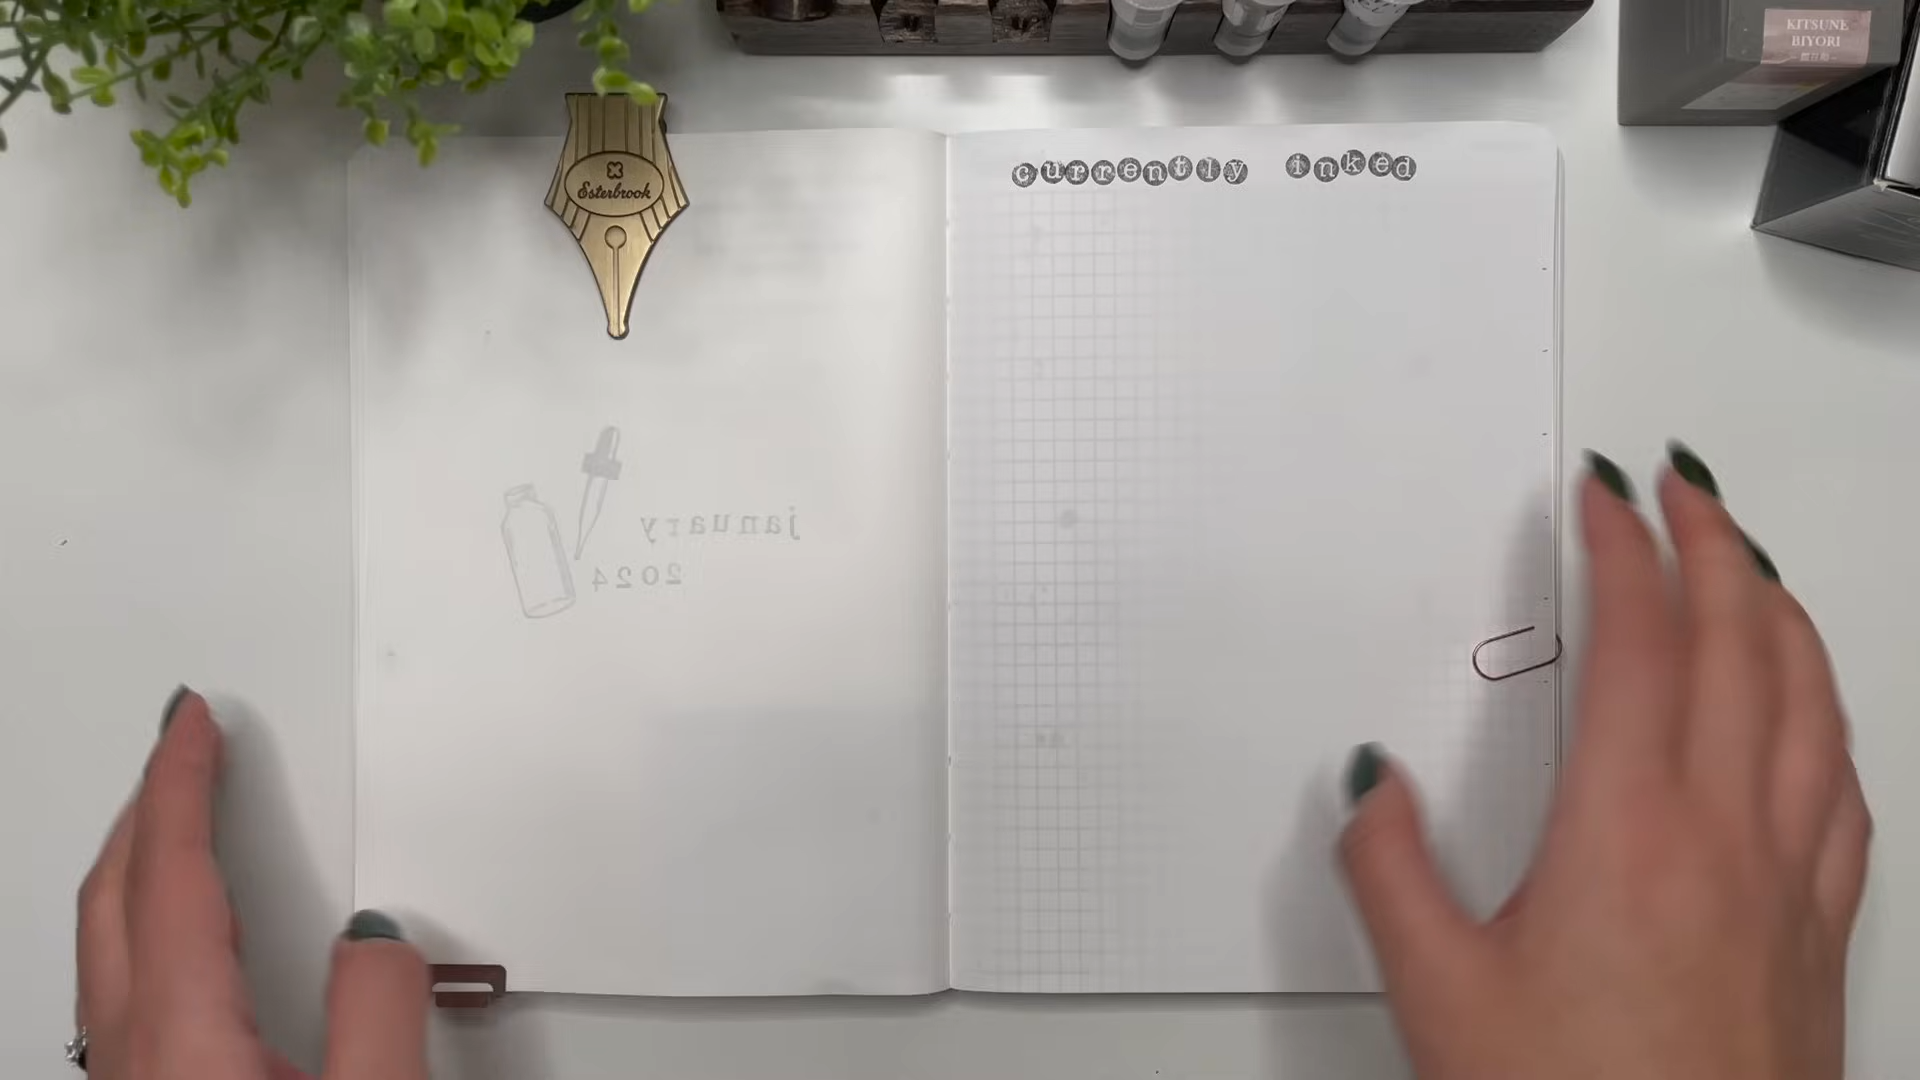 Esterbrook
currently inked
january
2024
KITSUNE
BIYORI